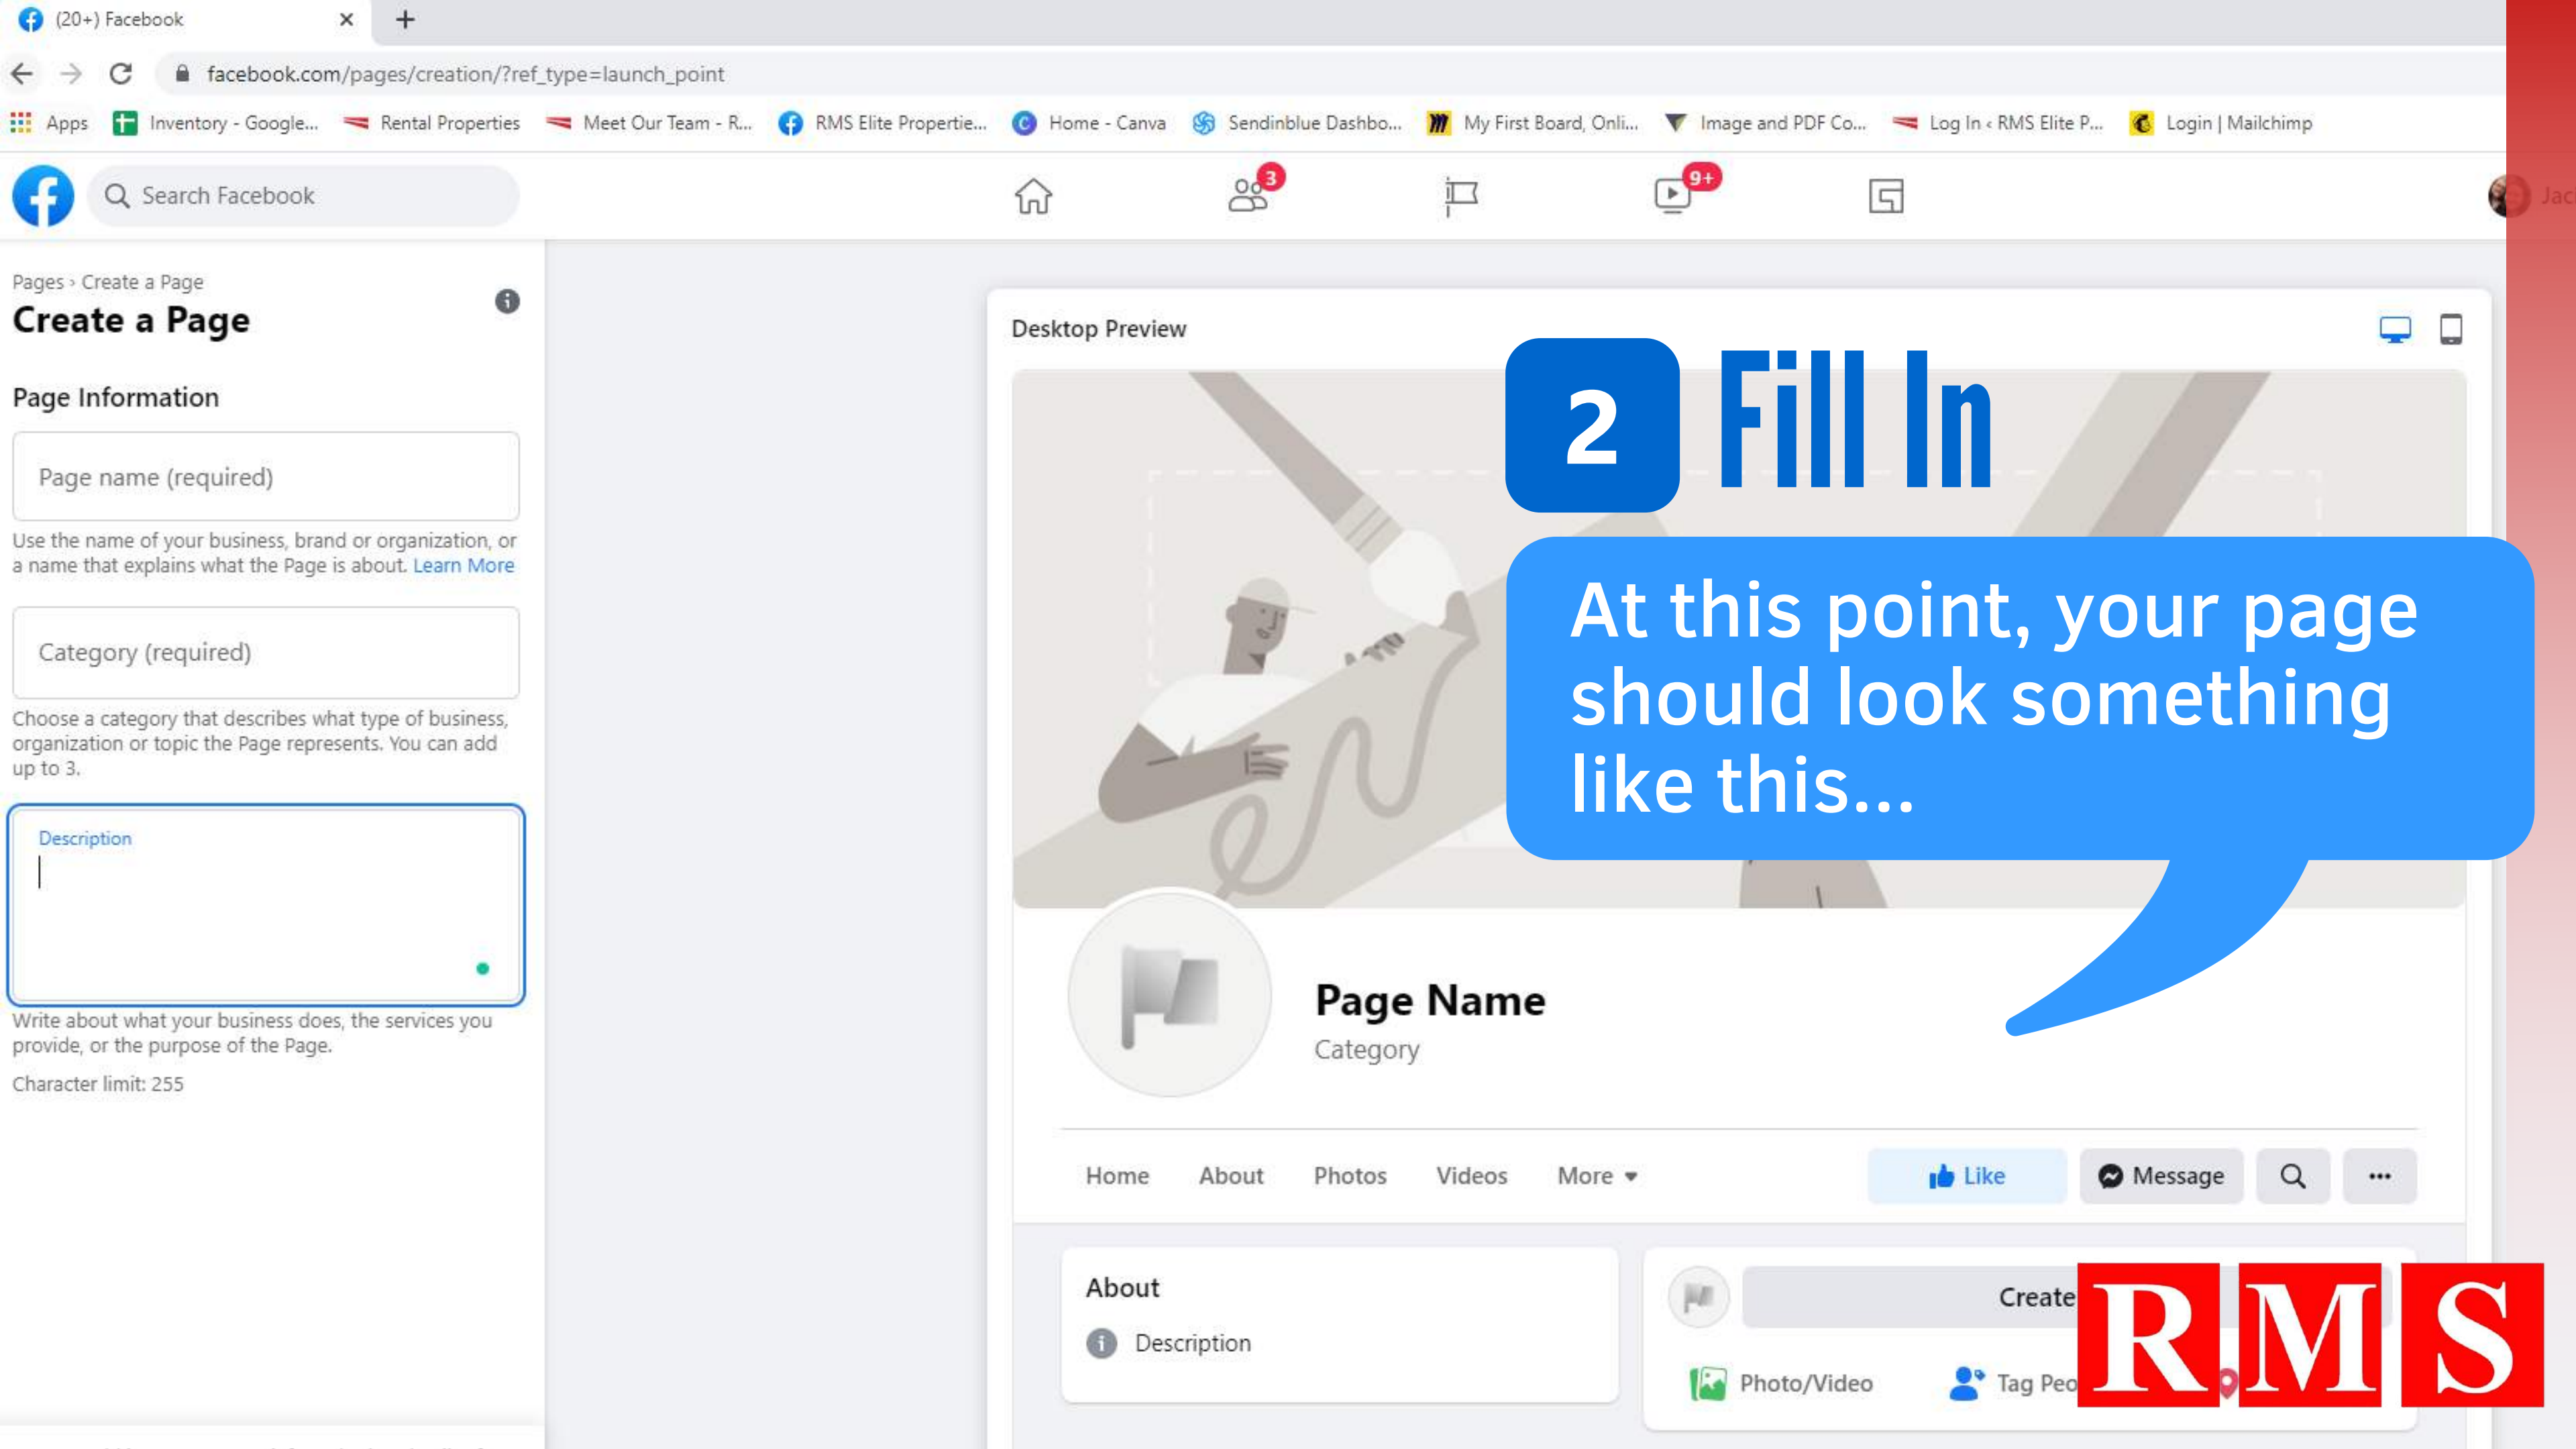 (20+) Facebook
facebook.com/pages/creation/?ref_type=launch_point
Apps Inventory - Google... Rental Properties Meet Our Team - R... RMS Elite Propertie... Home - Canva Sendinblue Dashbo... My First Board, Onli... Image and PDF Co... Log In ‹ RMS Elite P... Login | Mailchimp
Search Facebook
3
9+
Pages › Create a Page
Create a Page
Page Information
Page name (required)
Use the name of your business, brand or organization, or
a name that explains what the Page is about. Learn More
Category (required)
Choose a category that describes what type of business,
organization or topic the Page represents. You can add
up to 3.
Description
Write about what your business does, the services you
provide, or the purpose of the Page.
Character limit: 255
Desktop Preview
2 Fill In
At this point, your page
should look something
like this...
Page Name
Category
Home About Photos Videos More Like Message
About
Description
Create
Photo/Video Tag Peo
RMS